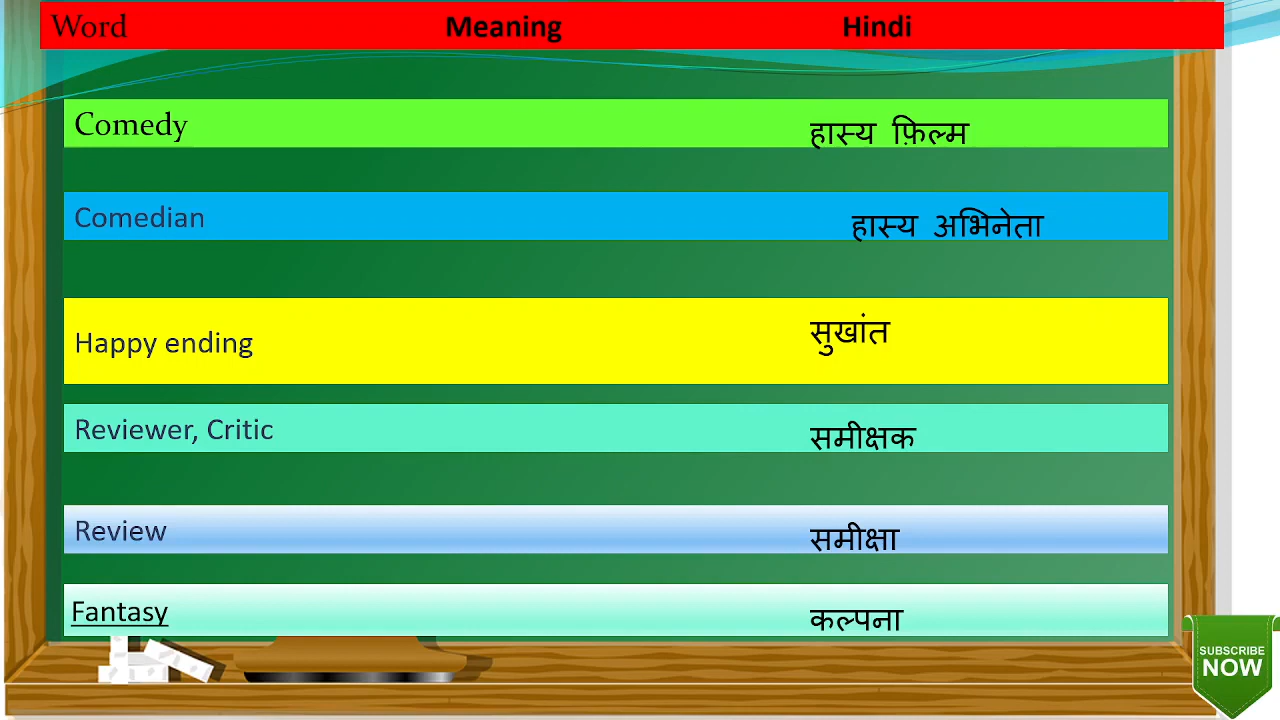 Word Meaning Hindi
Comedy हास्य फ़िल्म
Comedian हास्य अभिनेता
Happy ending सुखांत
Reviewer, Critic समीक्षक
Review समीक्षा
Fantasy कल्पना
SUBSCRIBE
NOW